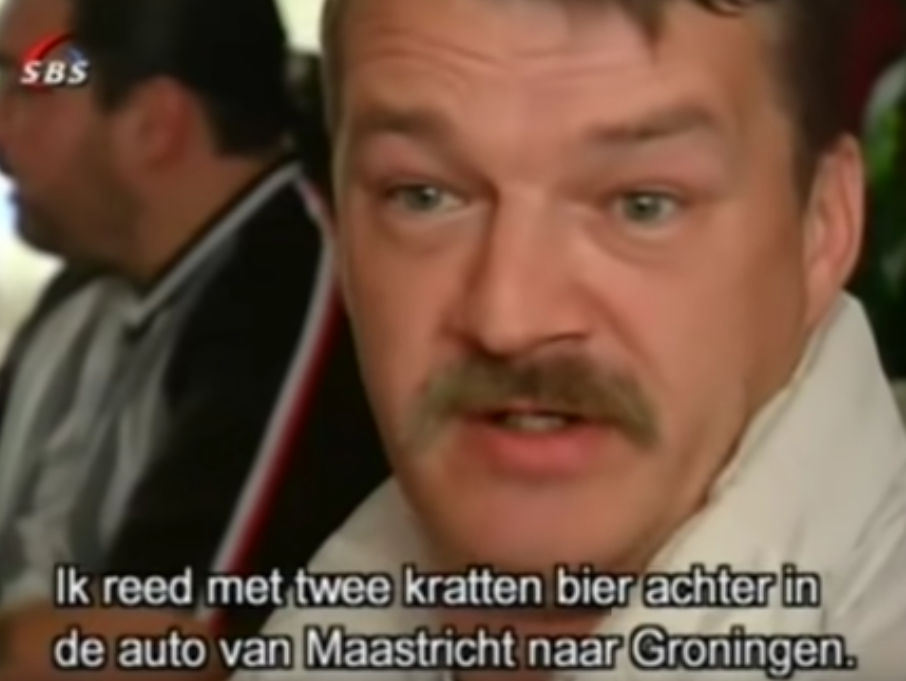 SBS
Ik reed met twee kratten bier achter in
de auto van Maastricht naar Groningen.